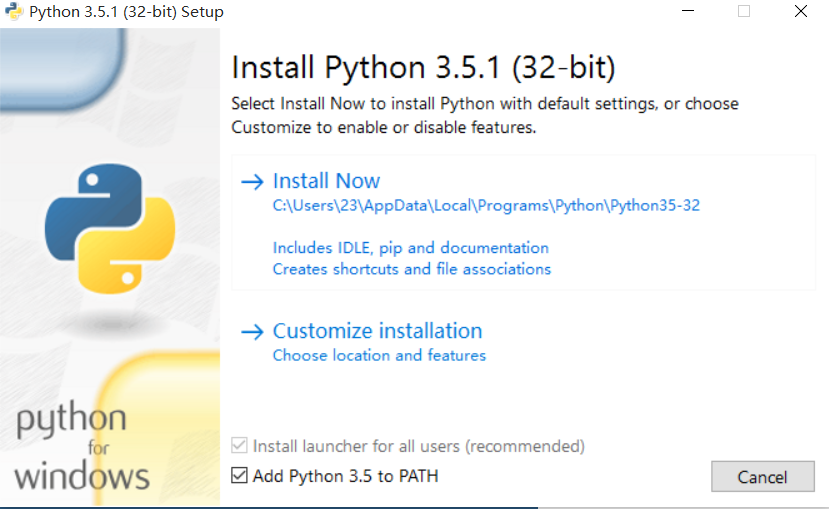 Python 3.5.1 (32-bit) Setup
Install Python 3.5.1 (32-bit)
Select Install Now to install Python with default settings, or choose
Customize to enable or disable features.
Install Now
C:\Users\23\AppData\Local\Programs\Python\Python35-32
Includes IDLE, pip and documentation
Creates shortcuts and file associations
Customize installation
Choose location and features
python
for
windows
Install launcher for all users (recommended)
Add Python 3.5 to PATH
Cancel